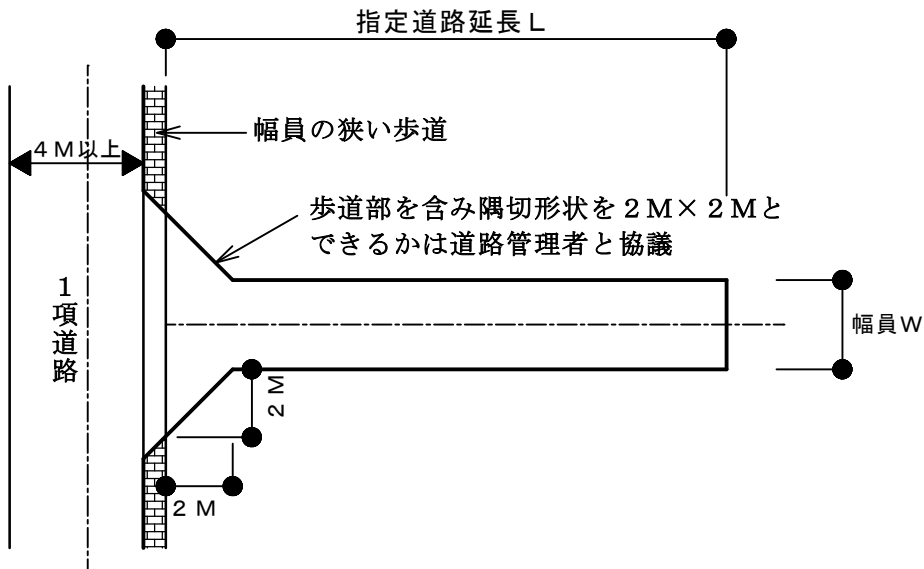 指定道路延長L
幅員の狭い歩道
4M以上
歩道部を含み隅切形状を2M×2Mと
できるかは道路管理者と協議
1項道路
幅員W
2M
2M